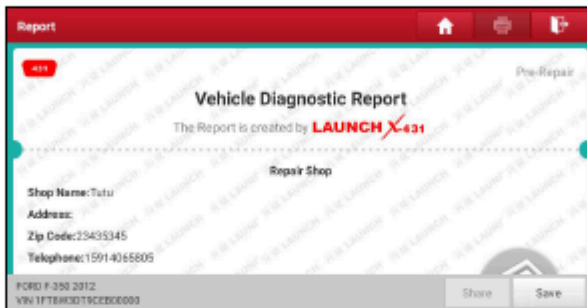 Report
431
Pre-Repair
Vehicle Diagnostic Report
The Report is created by LAUNCH X-431
Repair Shop
Shop Name:Tutu
Address:
Zip Code:23435345
Telephone:15914065805
FORD F-350 2012
VIN
Share
Save